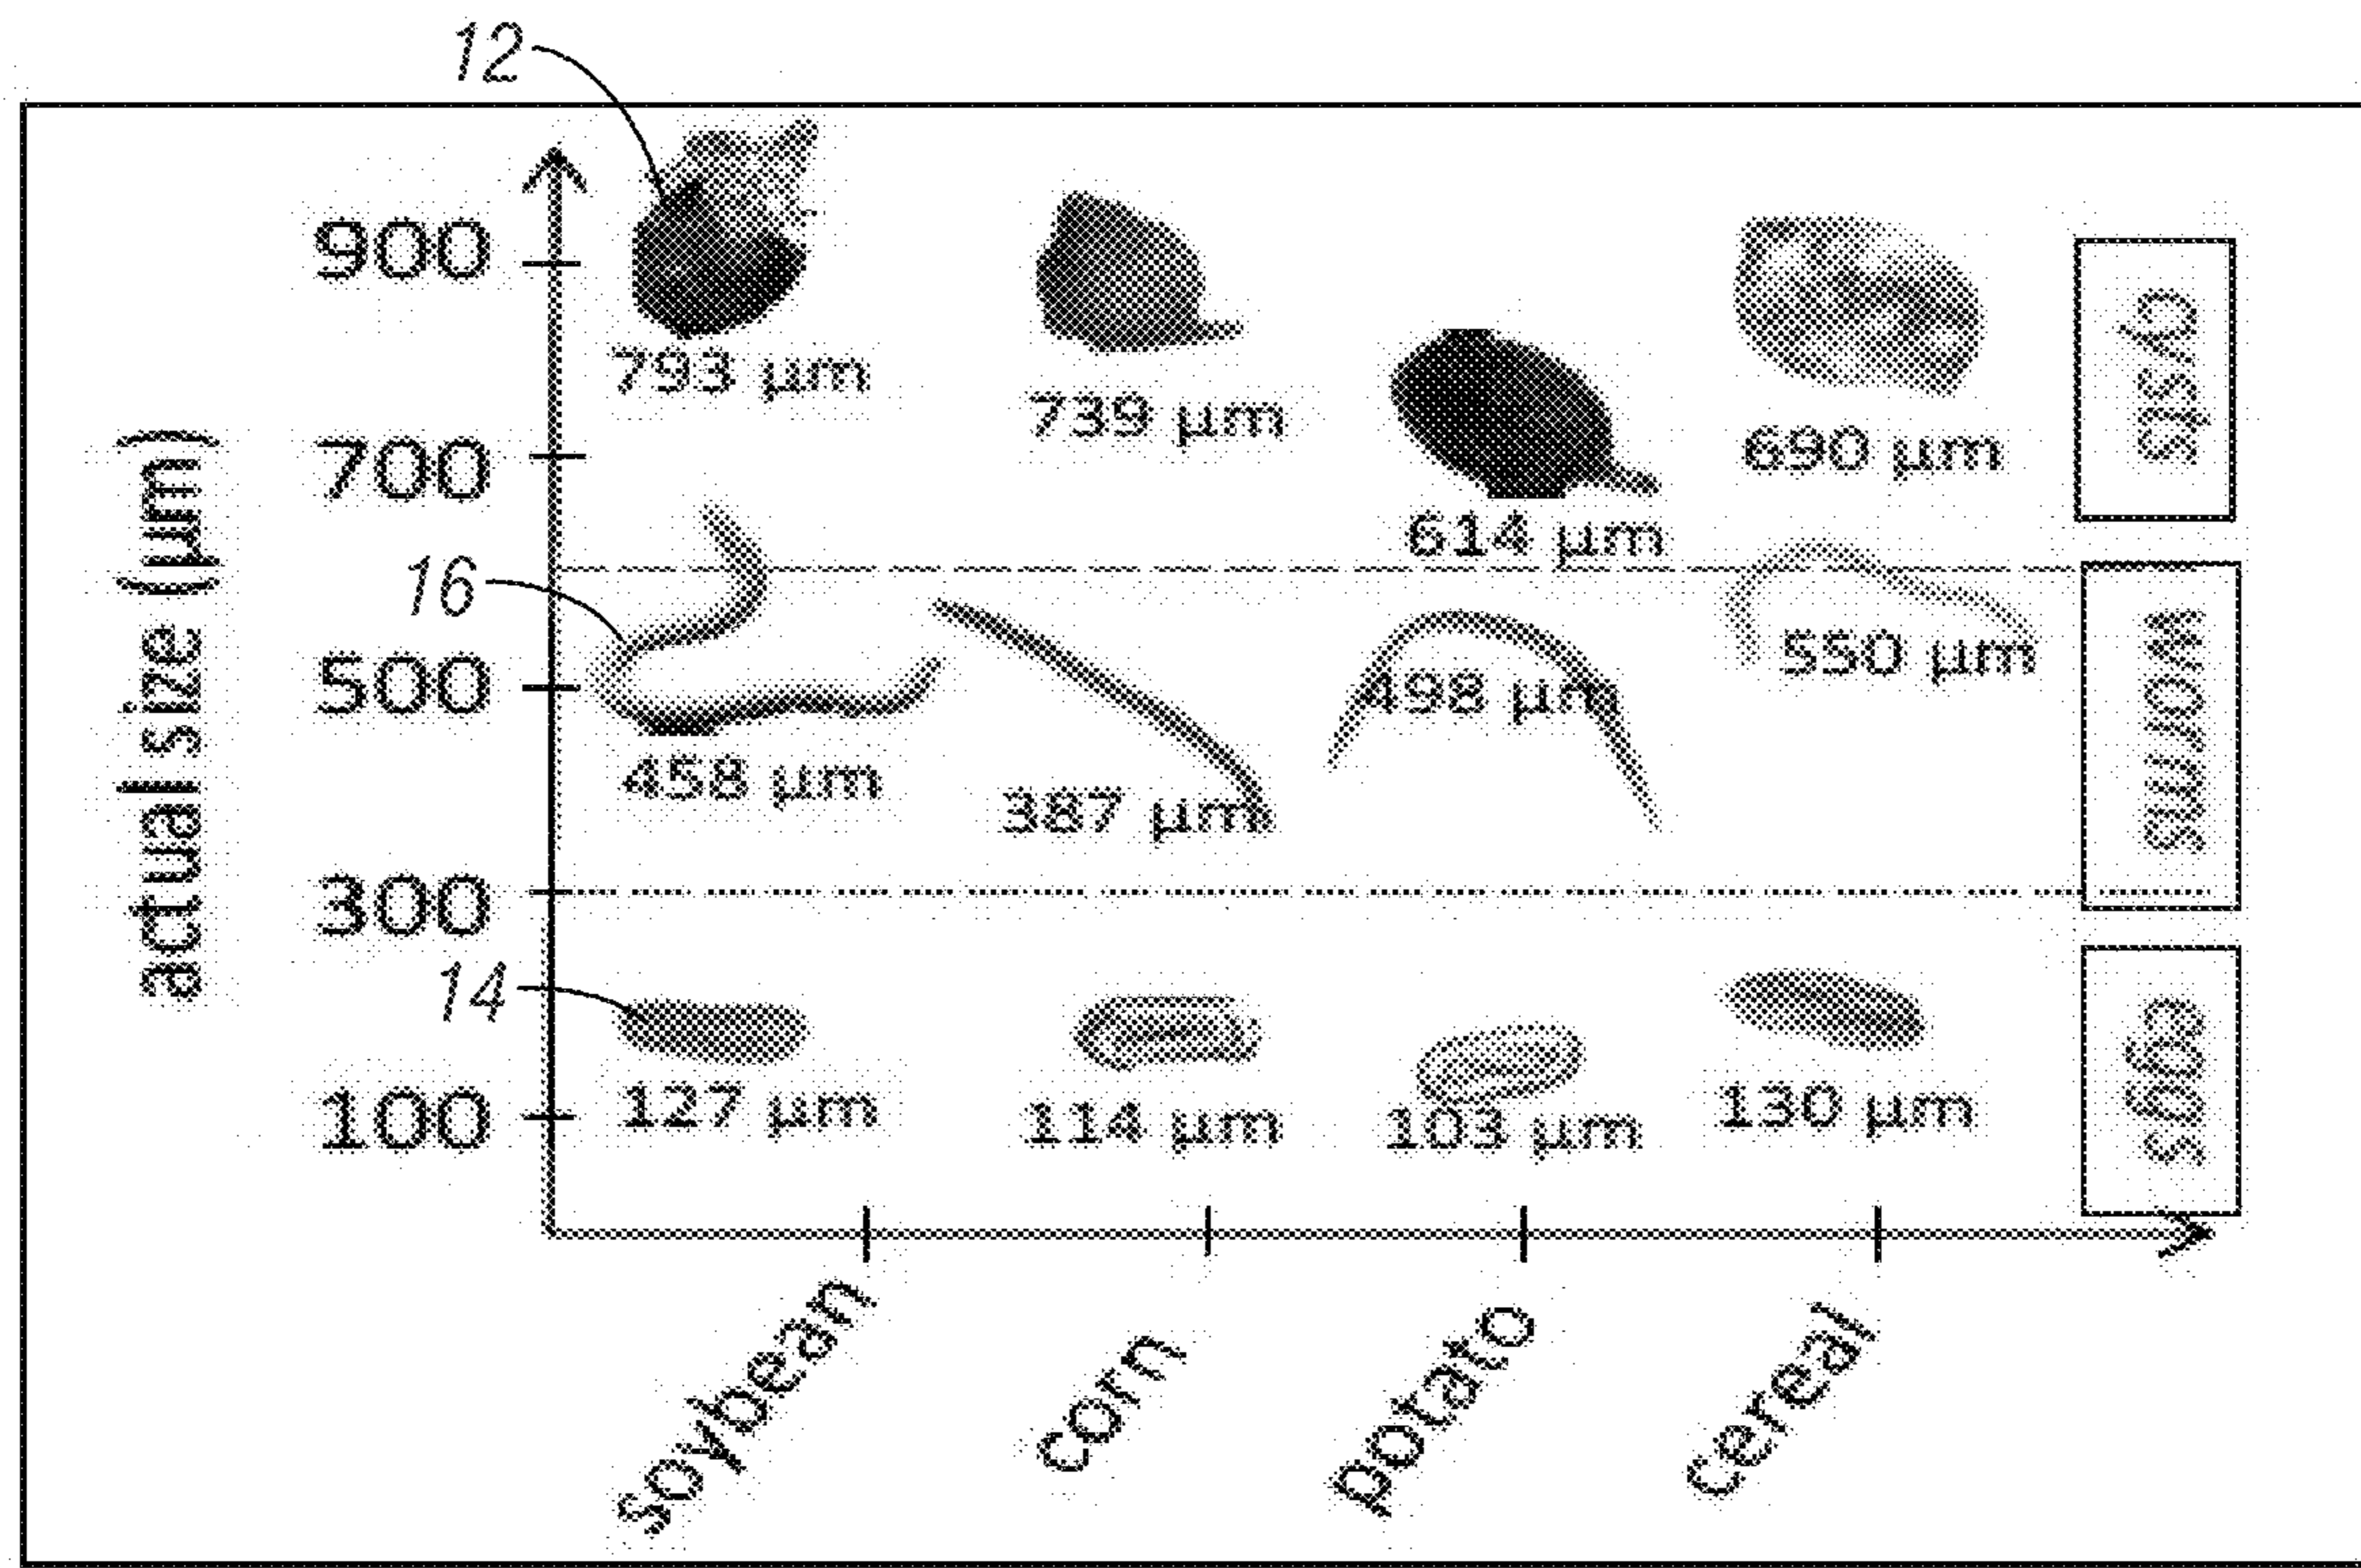 12
900
793 μm
739 μm
690 μm
cysts
700
614 μm
actual size (μm)
16
worms
550 μm
500
498 μm
458 μm
387 μm
300
14
eggs
100
127 μm
114 μm
103 μm
130 μm
soybean
corn
potato
cereal